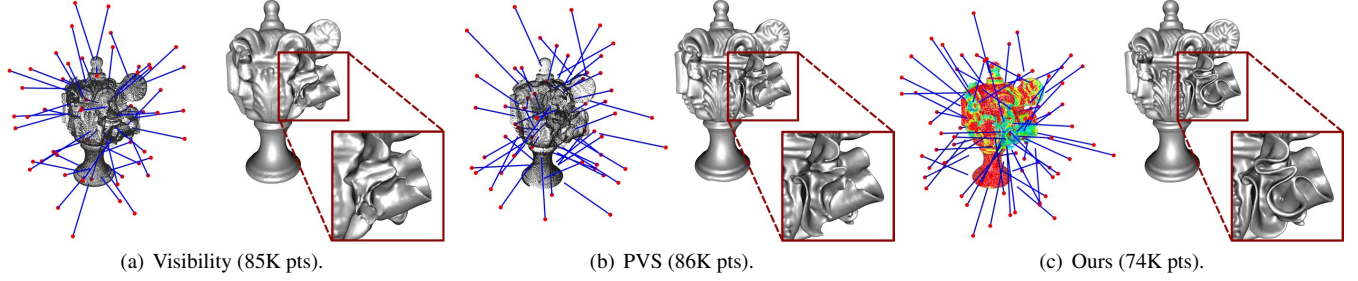 (a) Visibility (85K pts).
(b) PVS (86K pts).
(c) Ours (74K pts).